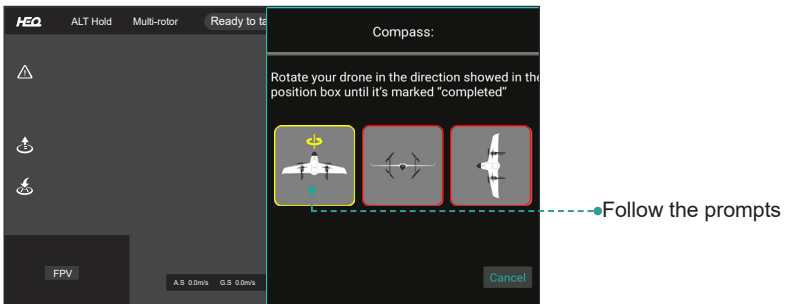 HEQ ALT Hold Multi-rotor Ready to ta
Compass:
Rotate your drone in the direction showed in the
position box until it's marked “completed”
Follow the prompts
FPV
A.S 0.0m/s G.S 0.0m/s
Cancel